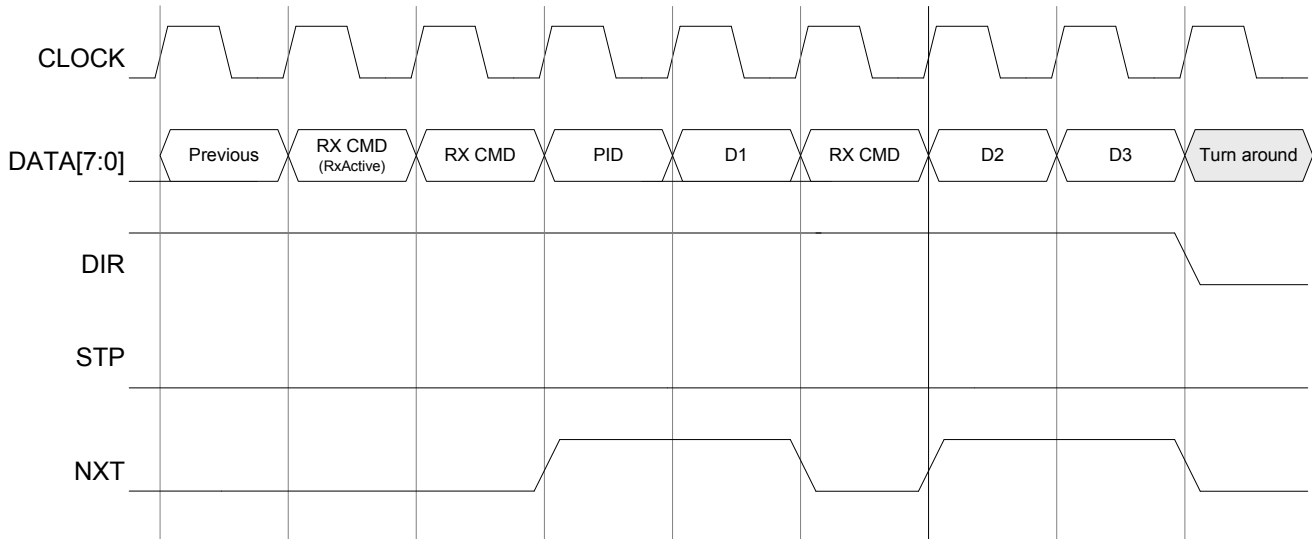 CLOCK
DATA[7:0]
Previous
RX CMD
(RxActive)
RX CMD
PID
D1
RX CMD
D2
D3
Turn around
DIR
STP
NXT